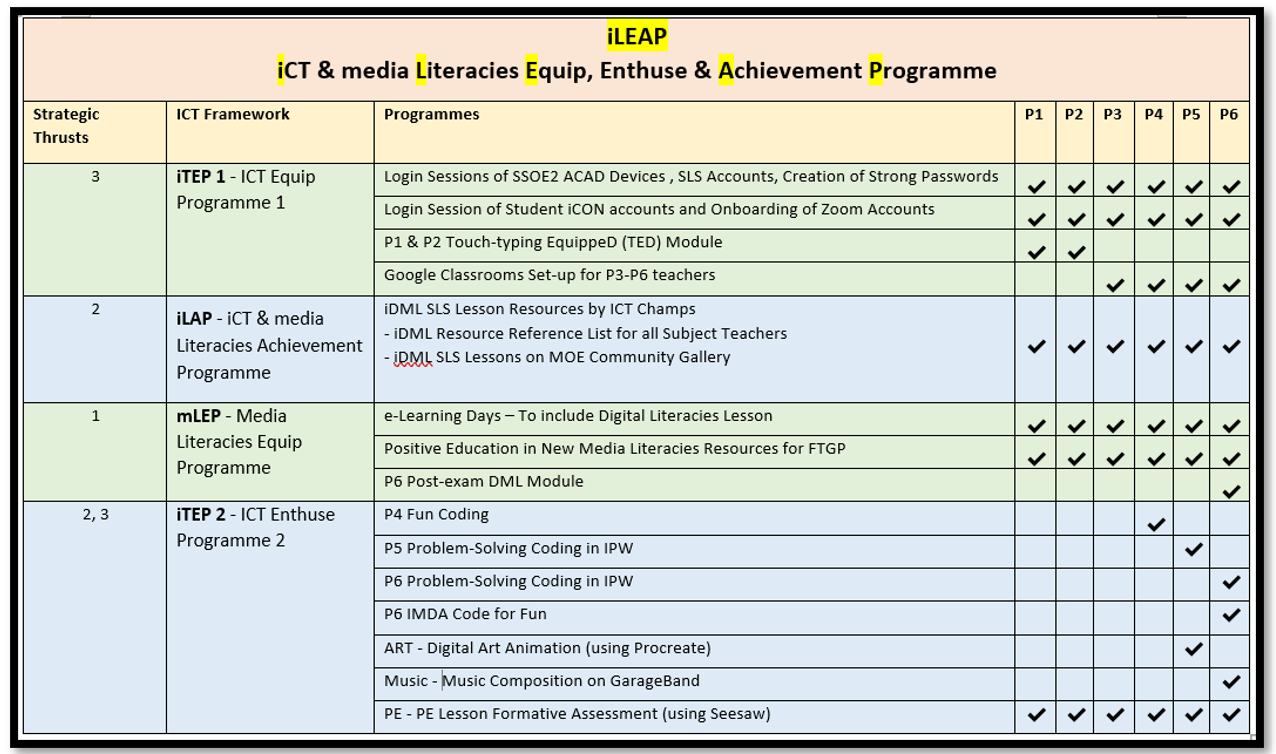 iLEAP
iCT & media Literacies Equip, Enthuse & Achievement Programme
Strategic Thrusts
ICT Framework
Programmes
P1
P2
P3
P4
P5
P6
3
iTEP 1 - ICT Equip
Programme 1
Login Sessions of SSOE2 ACAD Devices , SLS Accounts, Creation of Strong Passwords
✔ ✔ ✔ ✔ ✔ ✔
Login Session of Student iCON accounts and Onboarding of Zoom Accounts
✔ ✔ ✔ ✔ ✔ ✔
P1 & P2 Touch-typing EquippeD (TED) Module
✔ ✔
Google Classrooms Set-up for P3-P6 teachers
✔ ✔ ✔ ✔
2
iLAP - iCT & media
Literacies Achievement
Programme
iDML SLS Lesson Resources by ICT Champs
- iDML Resource Reference List for all Subject Teachers
- iDML SLS Lessons on MOE Community Gallery
✔ ✔ ✔ ✔ ✔ ✔
1
mLEP - Media
Literacies Equip
Programme
e-Learning Days – To include Digital Literacies Lesson
✔ ✔ ✔ ✔ ✔ ✔
Positive Education in New Media Literacies Resources for FTGP
✔ ✔ ✔ ✔ ✔ ✔
P6 Post-exam DML Module
✔
2, 3
iTEP 2 - ICT Enthuse
Programme 2
P4 Fun Coding
✔
P5 Problem-Solving Coding in IPW
✔
P6 Problem-Solving Coding in IPW
✔
P6 IMDA Code for Fun
✔
ART - Digital Art Animation (using Procreate)
✔
Music - Music Composition on GarageBand
✔
PE - PE Lesson Formative Assessment (using Seesaw)
✔ ✔ ✔ ✔ ✔ ✔